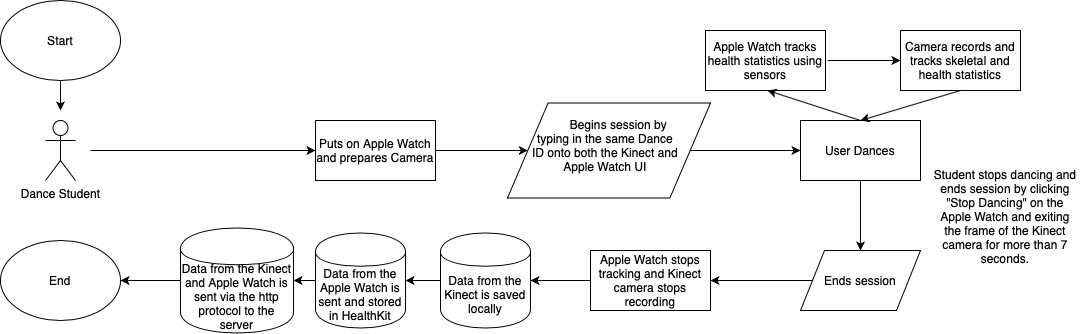 Start
Dance Student
Puts on Apple Watch
and prepares Camera
Begins session by
typing in the same Dance
ID onto both the Kinect and
Apple Watch UI
Apple Watch tracks
health statistics using
sensors
Camera records and
tracks skeletal and
health statistics
User Dances
Student stops dancing and
ends session by clicking
"Stop Dancing" on the
Apple Watch and exiting
the frame of the Kinect
camera for more than 7
seconds.
Ends session
Apple Watch stops
tracking and Kinect
camera stops
recording
Data from the
Kinect is saved
locally
Data from the
Apple Watch is
sent and stored
in HealthKit
Data from the Kinect
and Apple Watch is
sent via the http
protocol to the
server
End